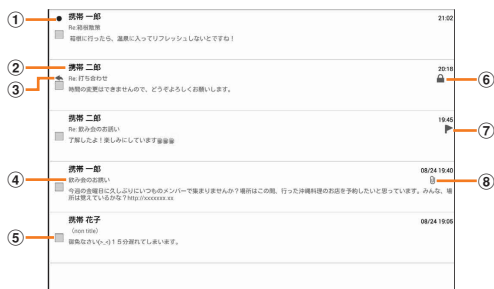 ① 携帯 一郎 21:02
Re:箱根散策
箱根に行ったら、温泉に入ってリフレッシュしないとですね！
② 携帯 二郎 20:18
③ Re: 打ち合わせ ⑥
時間の変更はできませんので、どうぞよろしくお願いします。
携帯 二郎 19:45
Re: 飲み会のお誘い ⑦
了解したよ！楽しみにしています
携帯 一郎 08/24 19:40
④ 飲み会のお誘い ⑧
今週の金曜日に久しぶりにいつものメンバーで集まりませんか？場所はこの間、行った沖縄料理のお店を予約したいと思っています。みんな、場
所は覚えているかな？http://xxxxxxx.xx
携帯 花子 08/24 19:05
⑤ （non title）
御免なさい(>_<)１５分遅れてしまいます。